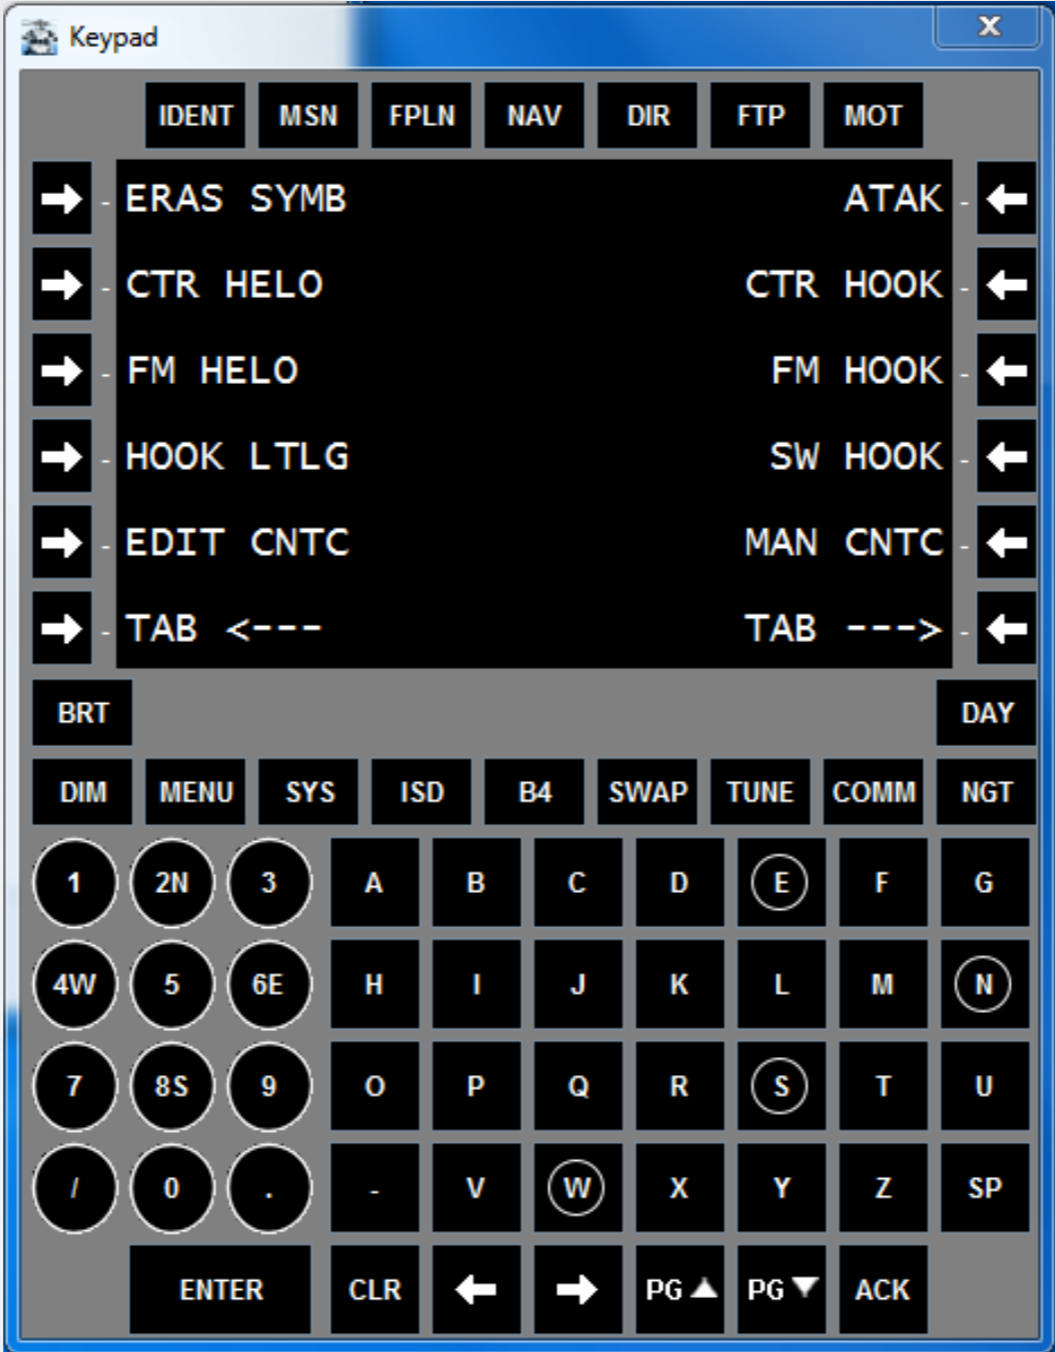 Keypad X
IDENT MSN FPLN NAV DIR FTP MOT
- ERAS SYMB ATAK -
- CTR HELO CTR HOOK -
- FM HELO FM HOOK -
- HOOK LTLG SW HOOK -
- EDIT CNTC MAN CNTC -
- TAB <--- TAB ---> -
BRT DAY
DIM MENU SYS ISD B4 SWAP TUNE COMM NGT
1 2N 3 A B C D E F G
4W 5 6E H I J K L M N
7 8S 9 O P Q R S T U
/ 0 . - V W X Y Z SP
ENTER CLR PG PG ACK